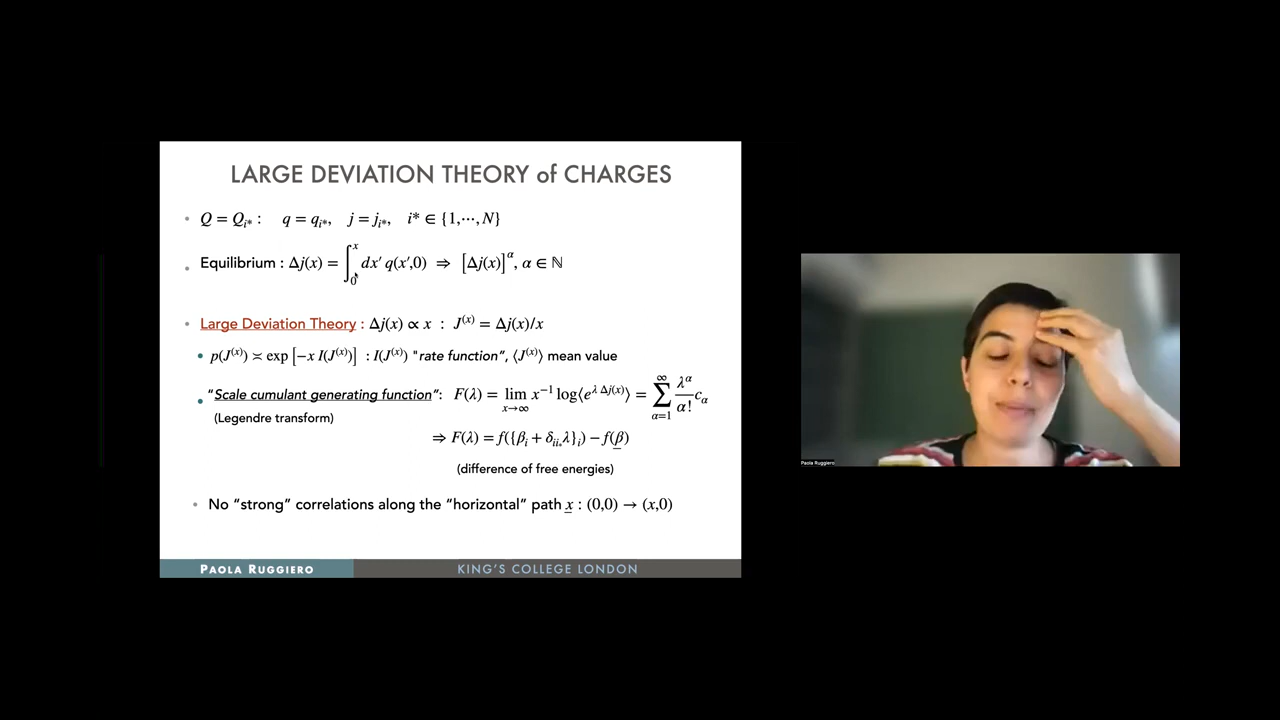 LARGE DEVIATION THEORY of CHARGES
• Q = Q_{i*} : q = q_{i*}, j = j_{i*}, i* ∈ {1,⋯,N}
• Equilibrium : Δj(x) = ∫_0^x dx′ q(x′,0) ⇒ [Δj(x)]^α, α ∈ ℕ
• Large Deviation Theory : Δj(x) ∝ x : J^{(x)} = Δj(x)/x
• p(J^{(x)}) ≍ exp [−x I(J^{(x)})] : I(J^{(x)}) "rate function", ⟨J^{(x)}⟩ mean value
• "Scale cumulant generating function": F(λ) = lim_{x→∞} x^{−1} log⟨e^{λ Δj(x)}⟩ = ∑_{α=1}^{∞} λ^α/α! c_α
(Legendre transform)
⇒ F(λ) = f({β_i + δ_{ii*}λ}_i) − f(β)
(difference of free energies)
• No "strong" correlations along the "horizontal" path x : (0,0) → (x,0)
PAOLA RUGGIERO KING'S COLLEGE LONDON
Paola Ruggiero